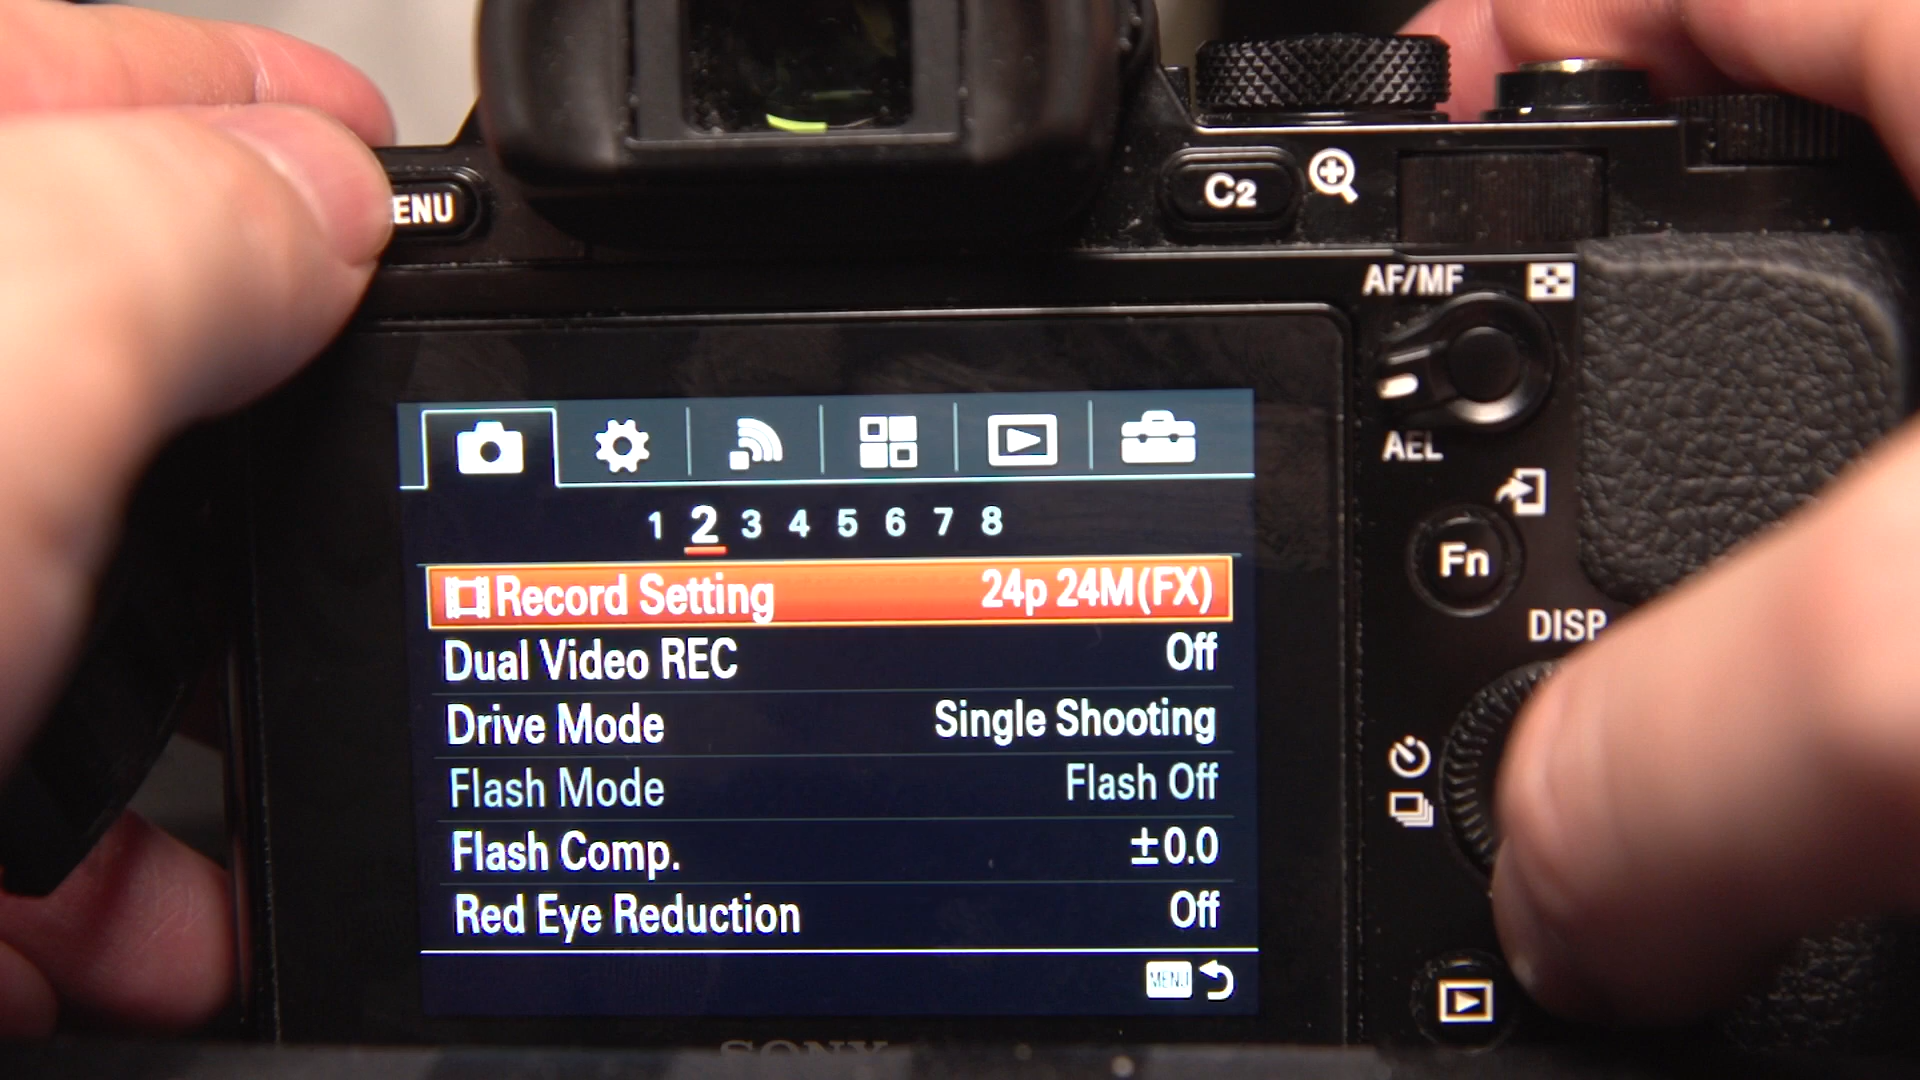 ENU
C2
AF/MF
AEL
Fn
DISP
1 2 3 4 5 6 7 8
Record Setting 24p 24M(FX)
Dual Video REC Off
Drive Mode Single Shooting
Flash Mode Flash Off
Flash Comp. ±0.0
Red Eye Reduction Off
MENU
SONY